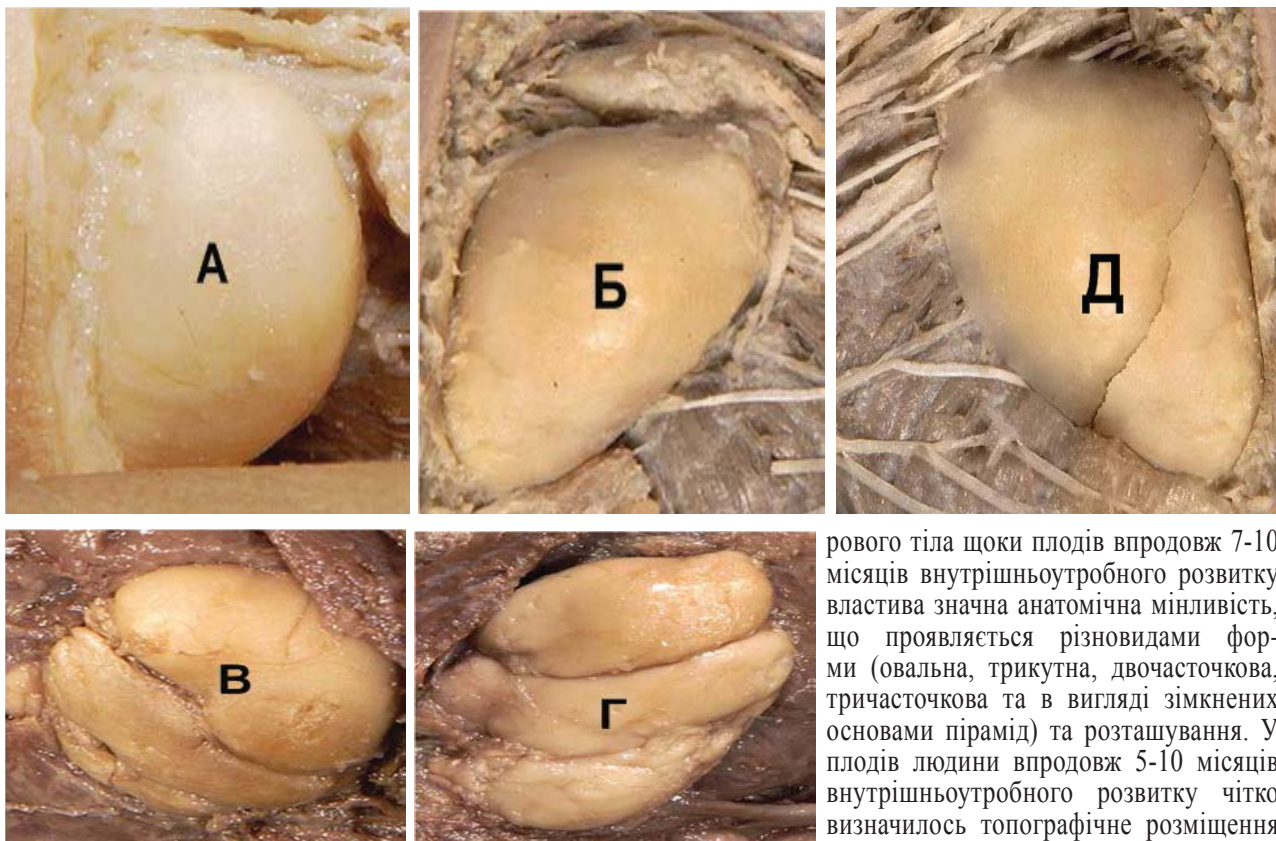 А
Б
Д
В
Г
рового тіла щоки плодів впродовж 7-10
місяців внутрішньоутробного розвитку
властива значна анатомічна мінливість,
що проявляється різновидами фор-
ми (овальна, трикутна, двочасточкова,
тричасточкова та в вигляді зімкнених
основами пірамід) та розташування. У
плодів людини впродовж 5-10 місяців
внутрішньоутробного розвитку чітко
визначилось топографічне розміщення